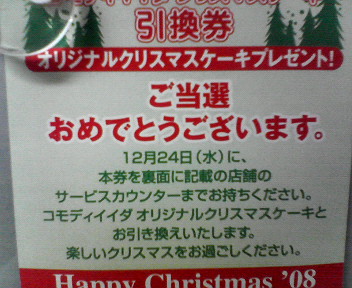 引換券
オリジナルクリスマスケーキプレゼント!
ご当選
おめでとうございます。
12月24日(水)に、
本券を裏面に記載の店舗の
サービスカウンターまでお持ちください。
コモディイイダ オリジナルクリスマスケーキと
お引き換えいたします。
楽しいクリスマスをお過ごしください。
Happy Christmas ’08